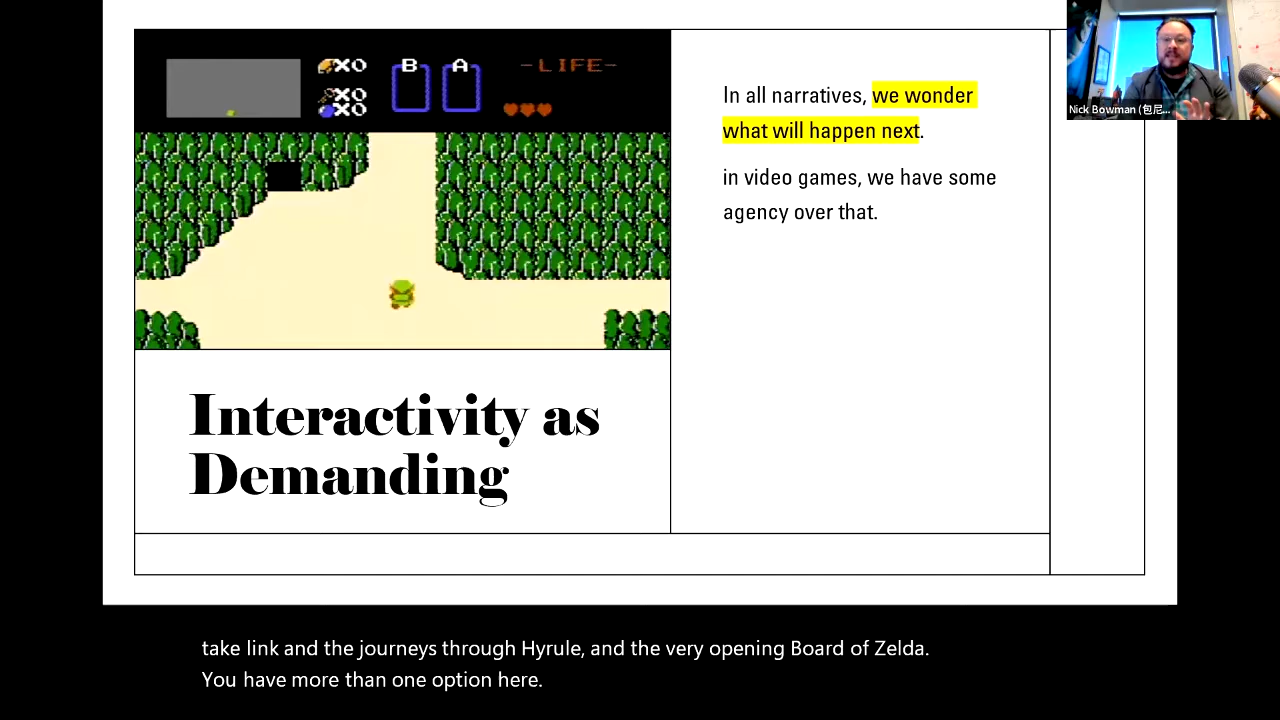 X0
X0
X0
B A
-LIFE-
In all narratives, we wonder
what will happen next.
in video games, we have some
agency over that.
Nick Bowman (包尼...
Interactivity as
Demanding
take link and the journeys through Hyrule, and the very opening Board of Zelda.
You have more than one option here.